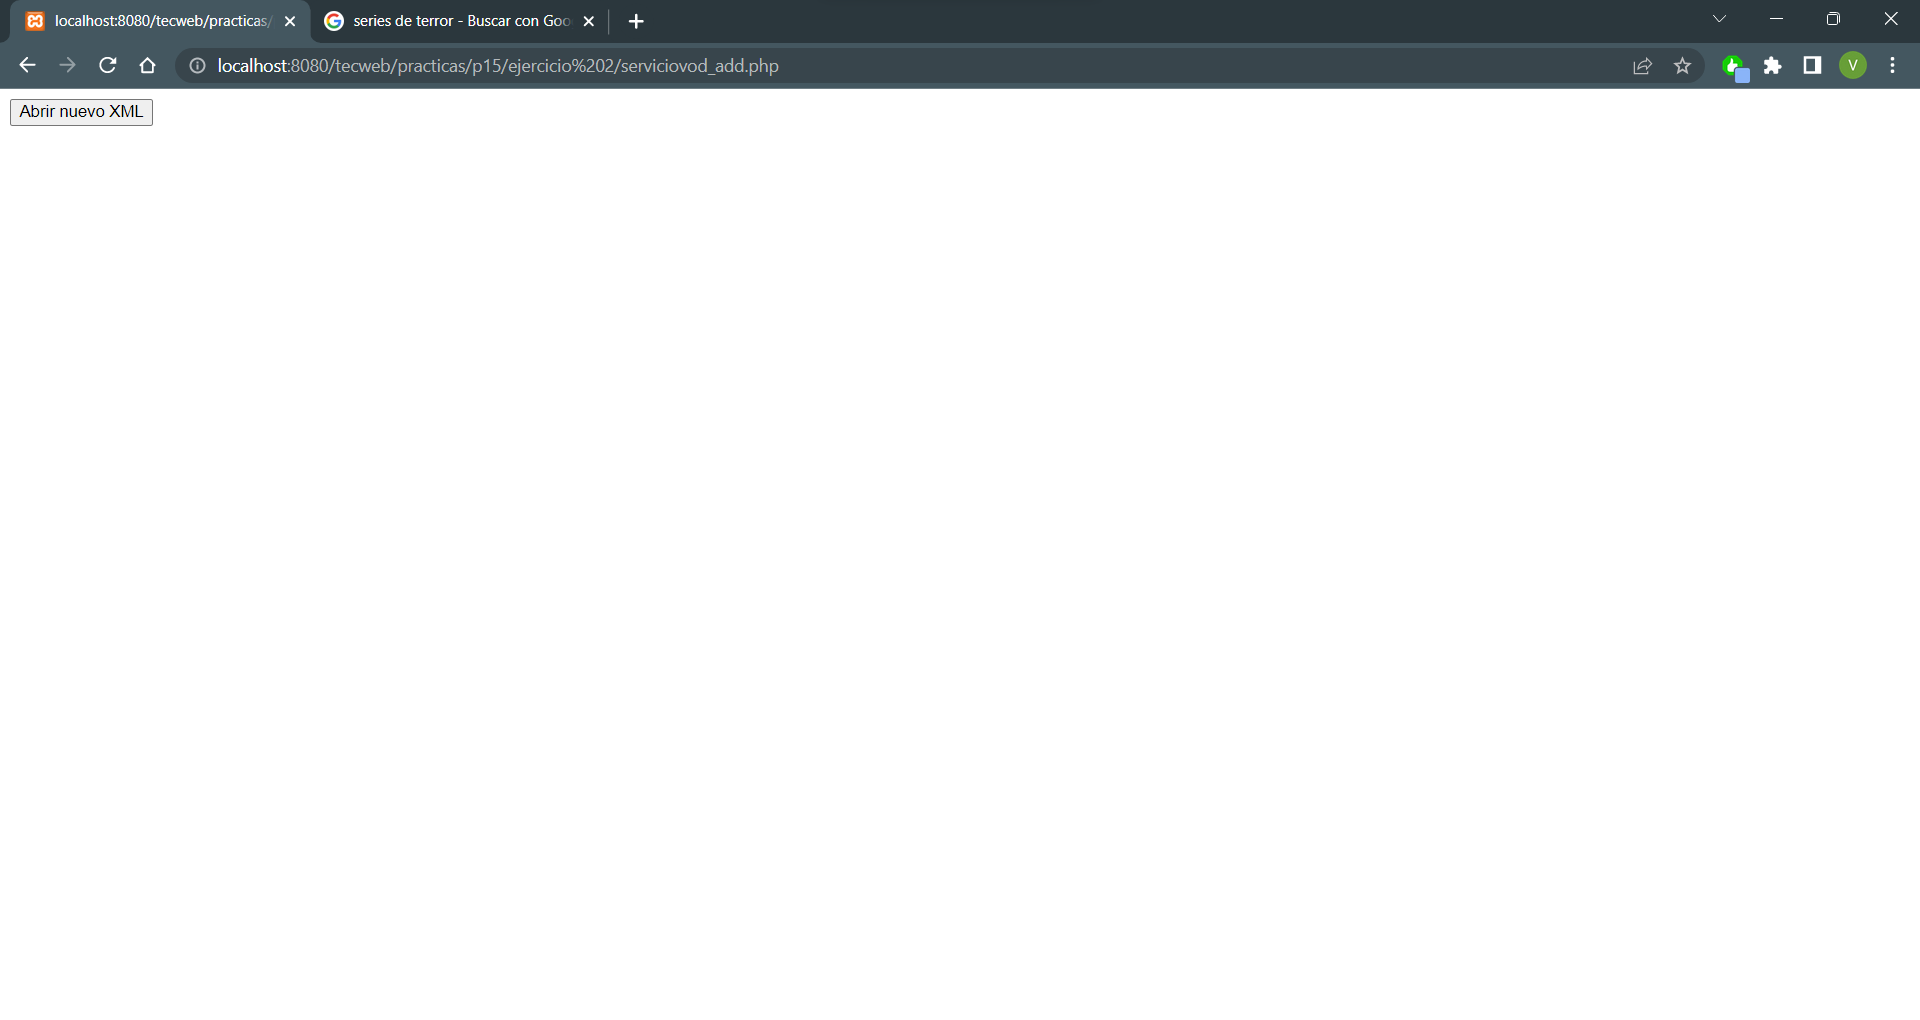 localhost:8080/tecweb/practicas/
series de terror - Buscar con Goo
localhost:8080/tecweb/practicas/p15/ejercicio%202/serviciovod_add.php
V
Abrir nuevo XML